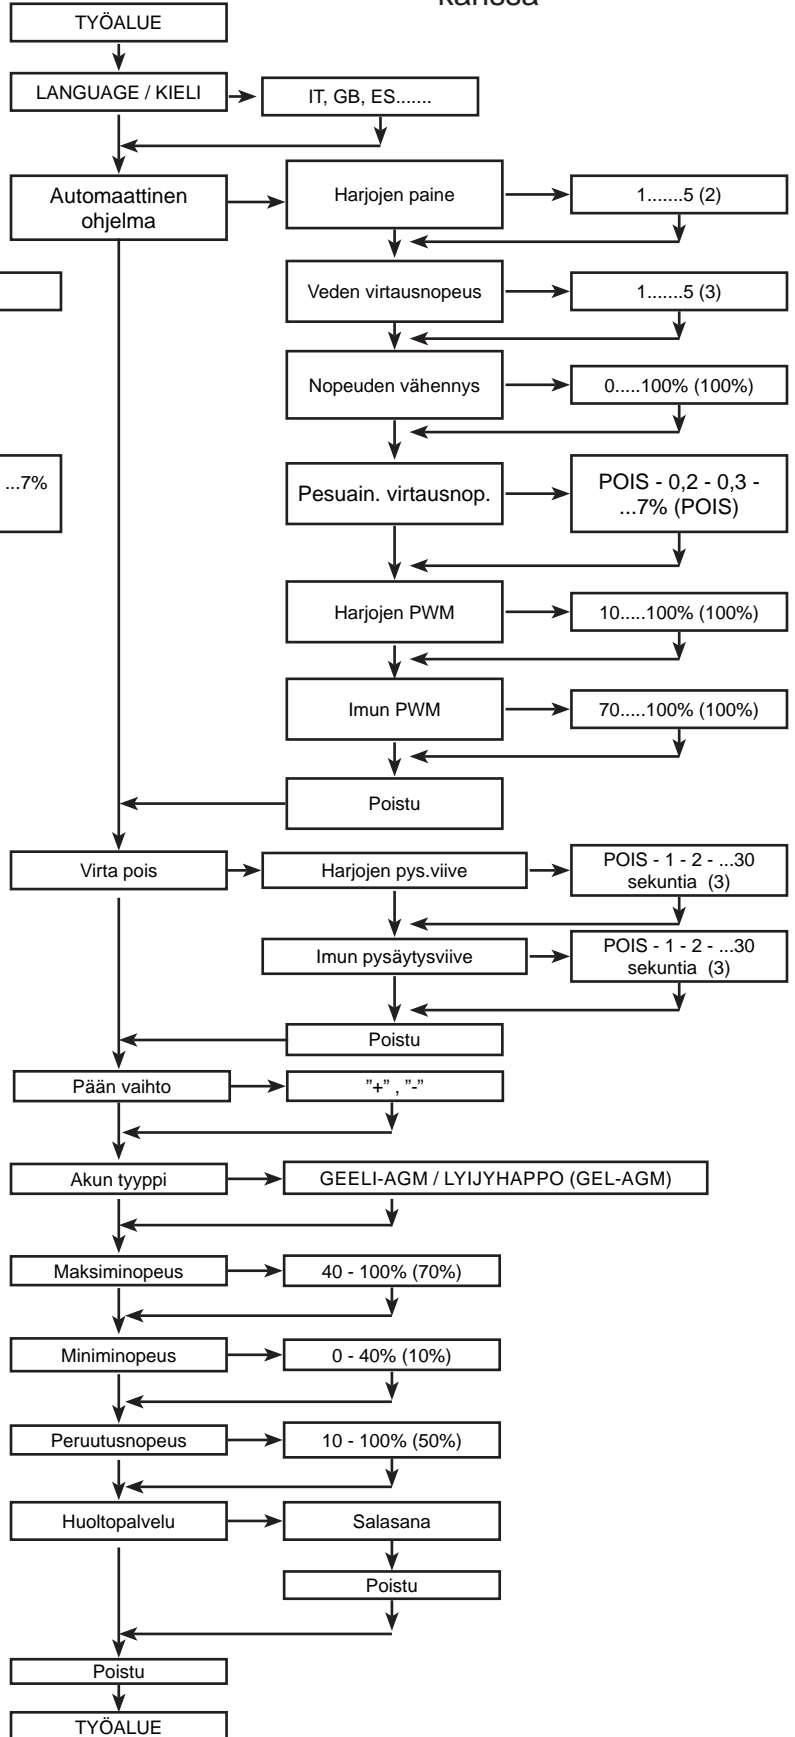 kanssa
TYÖALUE
LANGUAGE / KIELI
IT, GB, ES.......
Automaattinen
ohjelma
Harjojen paine
1.......5 (2)
Veden virtausnopeus
1.......5 (3)
Nopeuden vähennys
0.....100% (100%)
...7%
Pesuain. virtausnop.
POIS - 0,2 - 0,3 -
...7% (POIS)
Harjojen PWM
10.....100% (100%)
Imun PWM
70.....100% (100%)
Poistu
Virta pois
Harjojen pys.viive
POIS - 1 - 2 - ...30
sekuntia (3)
Imun pysäytysviive
POIS - 1 - 2 - ...30
sekuntia (3)
Poistu
Pään vaihto
”+” , ”-”
Akun tyyppi
GEELI-AGM / LYIJYHAPPO (GEL-AGM)
Maksiminopeus
40 - 100% (70%)
Miniminopeus
0 - 40% (10%)
Peruutusnopeus
10 - 100% (50%)
Huoltopalvelu
Salasana
Poistu
Poistu
TYÖALUE